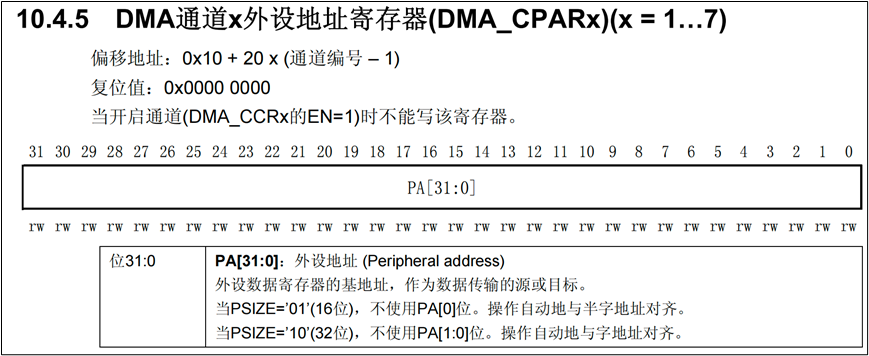 10.4.5 DMA通道x外设地址寄存器(DMA_CPARx)(x = 1…7)
偏移地址：0x10 + 20 x (通道编号 – 1)
复位值：0x0000 0000
当开启通道(DMA_CCRx的EN=1)时不能写该寄存器。
31 30 29 28 27 26 25 24 23 22 21 20 19 18 17 16 15 14 13 12 11 10 9 8 7 6 5 4 3 2 1 0
PA[31:0]
rw rw rw rw rw rw rw rw rw rw rw rw rw rw rw rw rw rw rw rw rw rw rw rw rw rw rw rw rw rw rw rw
位31:0 PA[31:0]：外设地址 (Peripheral address)
外设数据寄存器的基地址，作为数据传输的源或目标。
当PSIZE=’01’(16位)，不使用PA[0]位。操作自动地与半字地址对齐。
当PSIZE=’10’(32位)，不使用PA[1:0]位。操作自动地与字地址对齐。